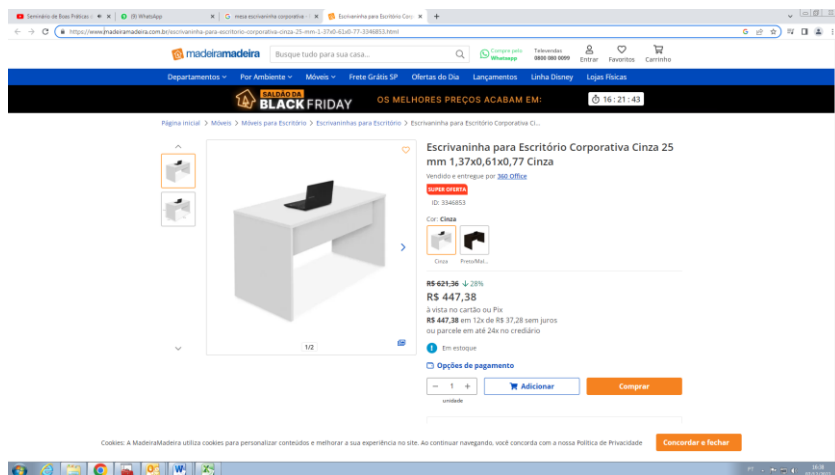 Seminário de Boas Práticas
(9) WhatsApp
mesa escrivaninha corporativa -
Escrivaninha para Escritório Corp
https://www.madeiramadeira.com.br/escrivaninha-para-escritorio-corporativa-cinza-25-mm-1-37x0-61x0-77-3346853.html
madeiramadeira
Busque tudo para sua casa...
Compre pelo Whatsapp
Televendas 0800 080 0099
Entrar
Favoritos
Carrinho
Departamentos
Por Ambiente
Móveis
Frete Grátis SP
Ofertas do Dia
Lançamentos
Linha Disney
Lojas Físicas
SALDÃO DA
BLACK FRIDAY
OS MELHORES PREÇOS ACABAM EM:
16 : 21 : 43
Página inicial > Móveis > Móveis para Escritório > Escrivaninhas para Escritório > Escrivaninha para Escritório Corporativa Ci...
Escrivaninha para Escritório Corporativa Cinza 25
mm 1,37x0,61x0,77 Cinza
Vendido e entregue por 360 Office
SUPER OFERTA
ID: 3346853
Cor: Cinza
Cinza
Preto/Mal...
R$ 621,36 ↓ 28%
R$ 447,38
à vista no cartão ou Pix
R$ 447,38 em 12x de R$ 37,28 sem juros
ou parcele em até 24x no crediário
Em estoque
Opções de pagamento
1/2
− 1 +
unidade
Adicionar
Comprar
Cookies: A MadeiraMadeira utiliza cookies para personalizar conteúdos e melhorar a sua experiência no site. Ao continuar navegando, você concorda com a nossa Política de Privacidade
Concordar e fechar
PT
16:38